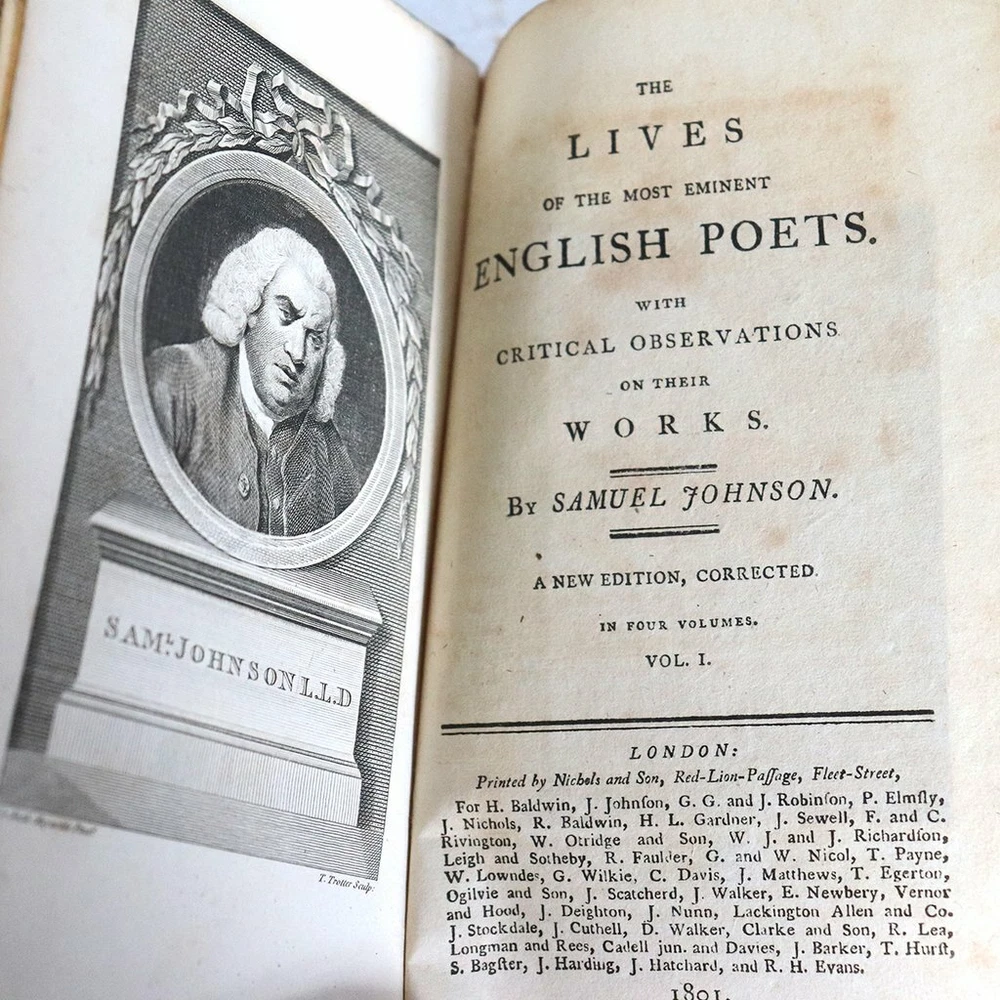 SAML. JOHNSON L.L.D
T. Trotter Sculp:
THE
LIVES
OF THE MOST EMINENT
ENGLISH POETS.
WITH
CRITICAL OBSERVATIONS
ON THEIR
WORKS.
BY SAMUEL JOHNSON.
A NEW EDITION, CORRECTED.
IN FOUR VOLUMES.
VOL. I.
LONDON:
Printed by Nichols and Son, Red-Lion-Paſſage, Fleet-Street,
For H. Baldwin, J. Johnſon, G. G. and J. Robinſon, P. Elmſly,
J. Nichols, R. Baldwin, H. L. Gardner, J. Sewell, F. and C.
Rivington, W. Otridge and Son, W. J. and J. Richardſon,
Leigh and Sotheby, R. Faulder, G. and W. Nicol, T. Payne,
W. Lowndes, G. Wilkie, C. Davis, J. Matthews, T. Egerton,
Ogilvie and Son, J. Scatcherd, J. Walker, E. Newbery, Vernor
and Hood, J. Deighton, J. Nunn, Lackington Allen and Co.
J. Stockdale, J. Cuthell, D. Walker, Clarke and Son, R. Lea,
Longman and Rees, Cadell jun. and Davies, J. Barker, T. Hurſt,
S. Bagſter, J. Harding, J. Hatchard, and R. H. Evans.
1801.